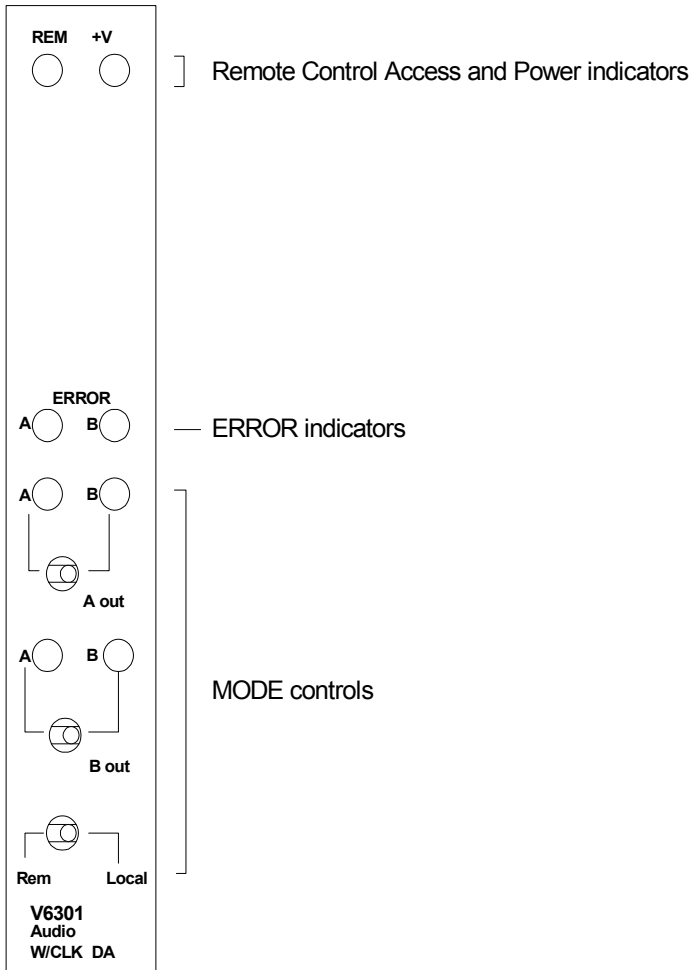 REM +V
Remote Control Access and Power indicators
ERROR
A B
ERROR indicators
A B
A out
A B
MODE controls
B out
Rem Local
V6301
Audio
W/CLK DA